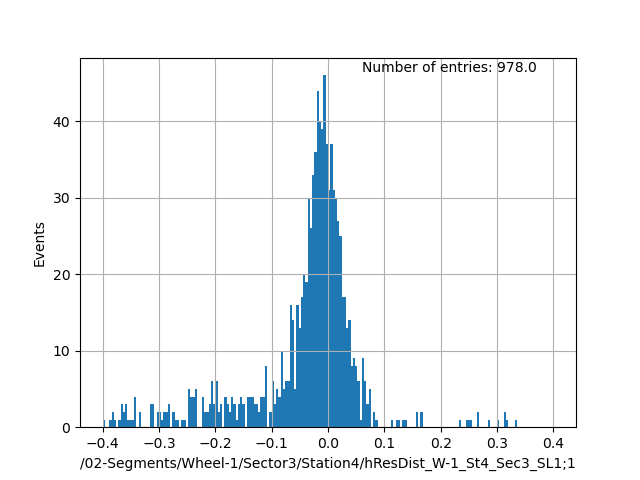 Number of entries: 978.0
Events
40
30
20
10
0
−0.4 −0.3 −0.2 −0.1 0.0 0.1 0.2 0.3 0.4
/02-Segments/Wheel-1/Sector3/Station4/hResDist_W-1_St4_Sec3_SL1;1